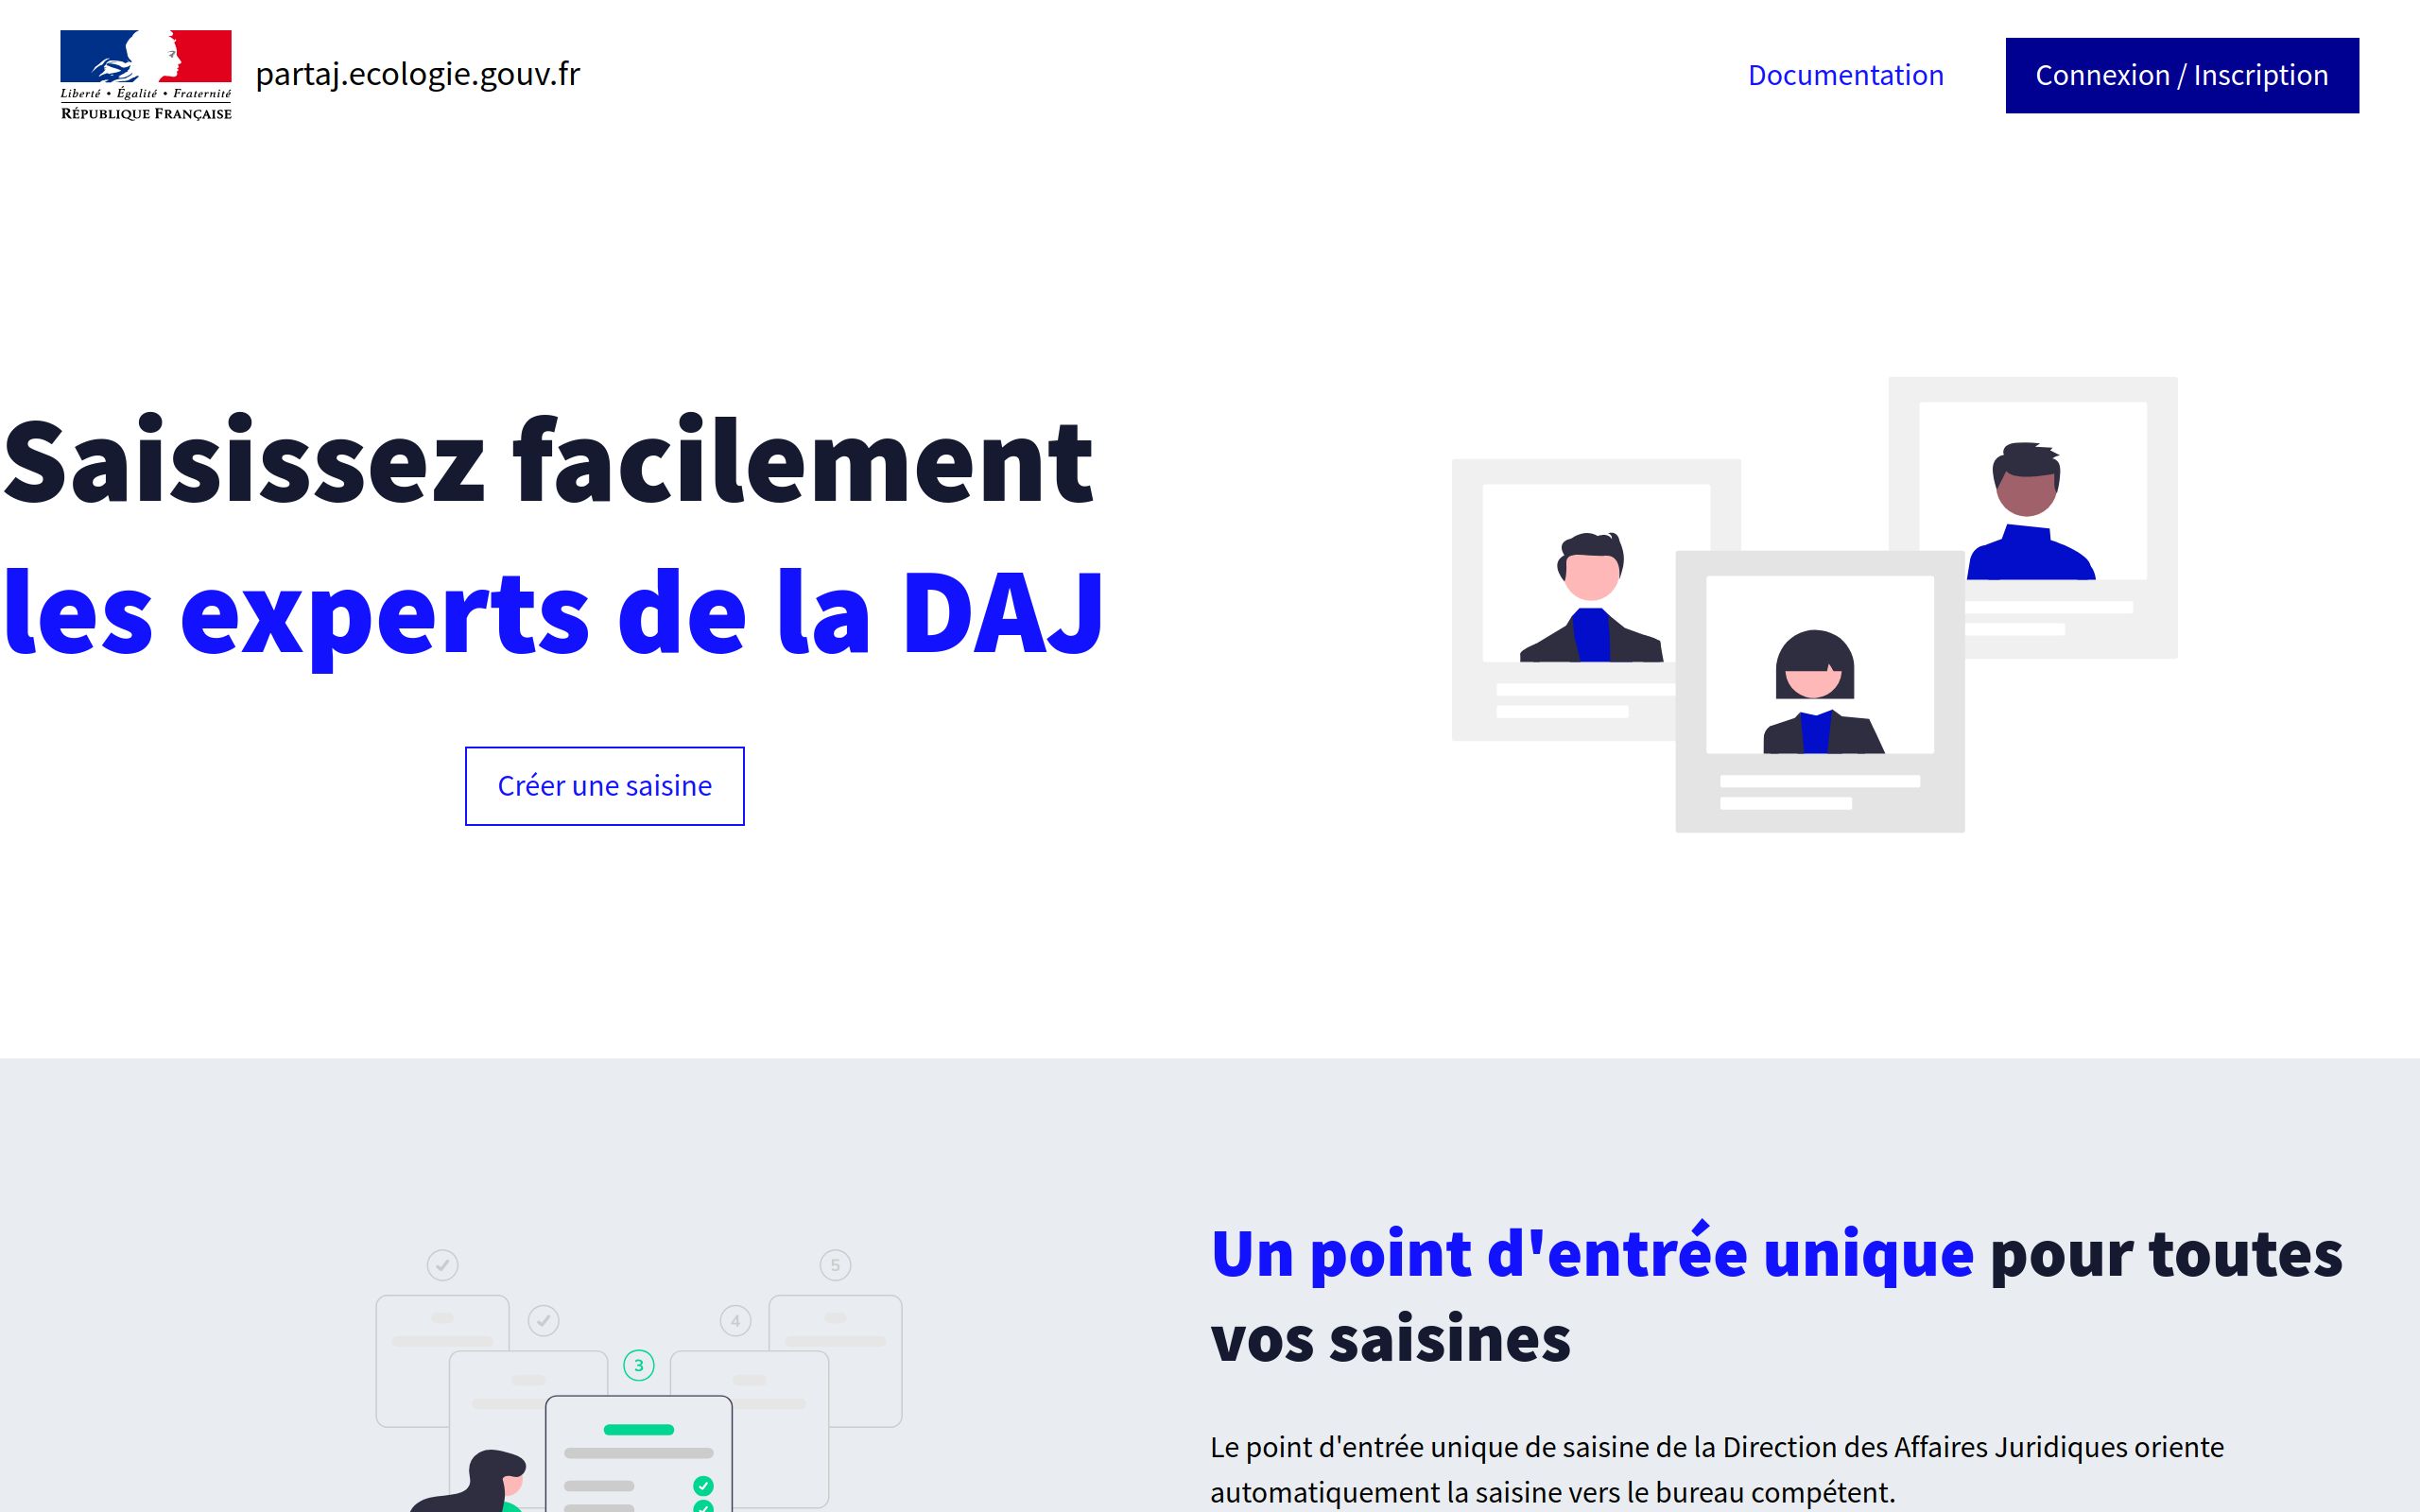 Liberté • Égalité • Fraternité
RÉPUBLIQUE FRANÇAISE
partaj.ecologie.gouv.fr
Documentation
Connexion / Inscription
Saisissez facilement
les experts de la DAJ
Créer une saisine
5
4
3
Un point d'entrée unique pour toutes
vos saisines
Le point d'entrée unique de saisine de la Direction des Affaires Juridiques oriente
automatiquement la saisine vers le bureau compétent.